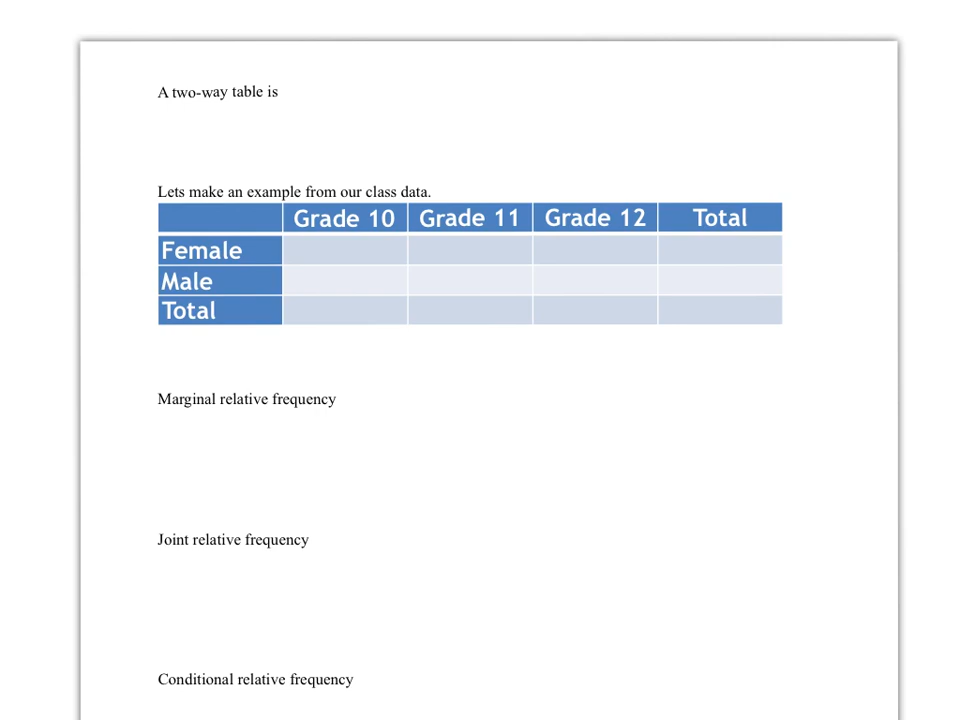 A two-way table is
Lets make an example from our class data.
Grade 10 Grade 11 Grade 12 Total
Female
Male
Total
Marginal relative frequency
Joint relative frequency
Conditional relative frequency